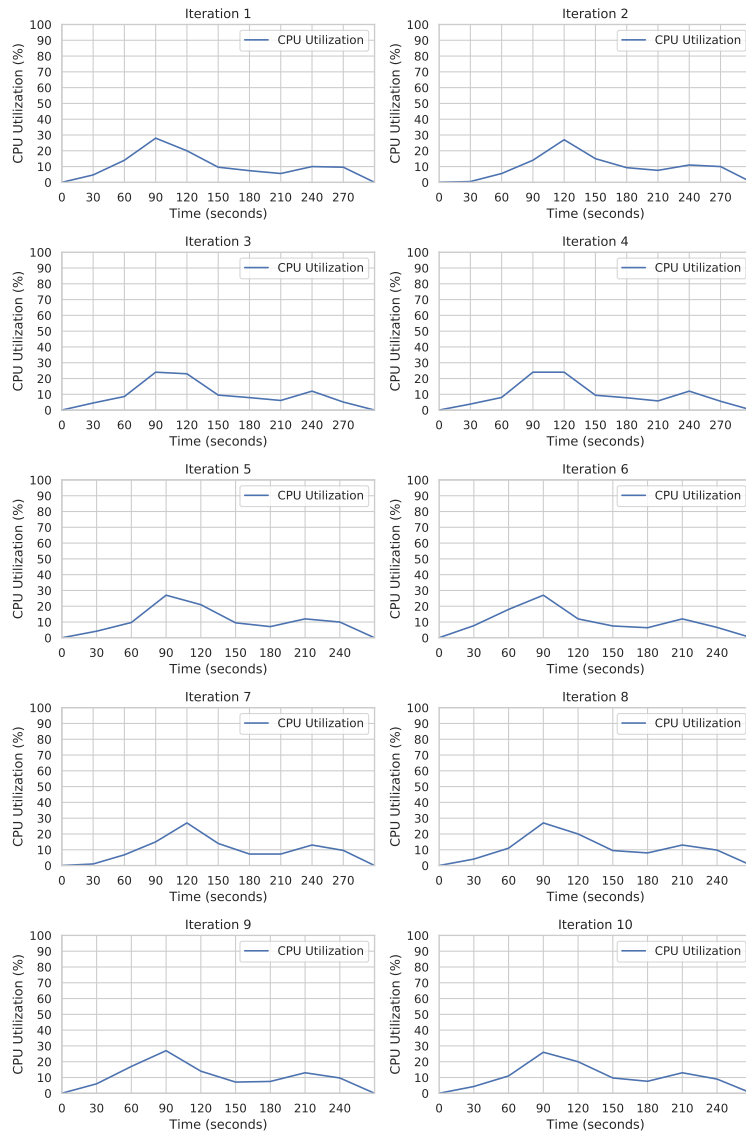 Iteration 1
CPU Utilization (%)
100
90
80
70
60
50
40
30
20
10
0
CPU Utilization
0 30 60 90 120 150 180 210 240 270
Time (seconds)
Iteration 2
CPU Utilization (%)
100
90
80
70
60
50
40
30
20
10
0
CPU Utilization
0 30 60 90 120 150 180 210 240 270
Time (seconds)
Iteration 3
CPU Utilization (%)
100
90
80
70
60
50
40
30
20
10
0
CPU Utilization
0 30 60 90 120 150 180 210 240 270
Time (seconds)
Iteration 4
CPU Utilization (%)
100
90
80
70
60
50
40
30
20
10
0
CPU Utilization
0 30 60 90 120 150 180 210 240 270
Time (seconds)
Iteration 5
CPU Utilization (%)
100
90
80
70
60
50
40
30
20
10
0
CPU Utilization
0 30 60 90 120 150 180 210 240
Time (seconds)
Iteration 6
CPU Utilization (%)
100
90
80
70
60
50
40
30
20
10
0
CPU Utilization
0 30 60 90 120 150 180 210 240
Time (seconds)
Iteration 7
CPU Utilization (%)
100
90
80
70
60
50
40
30
20
10
0
CPU Utilization
0 30 60 90 120 150 180 210 240 270
Time (seconds)
Iteration 8
CPU Utilization (%)
100
90
80
70
60
50
40
30
20
10
0
CPU Utilization
0 30 60 90 120 150 180 210 240
Time (seconds)
Iteration 9
CPU Utilization (%)
100
90
80
70
60
50
40
30
20
10
0
CPU Utilization
0 30 60 90 120 150 180 210 240
Time (seconds)
Iteration 10
CPU Utilization (%)
100
90
80
70
60
50
40
30
20
10
0
CPU Utilization
0 30 60 90 120 150 180 210 240
Time (seconds)